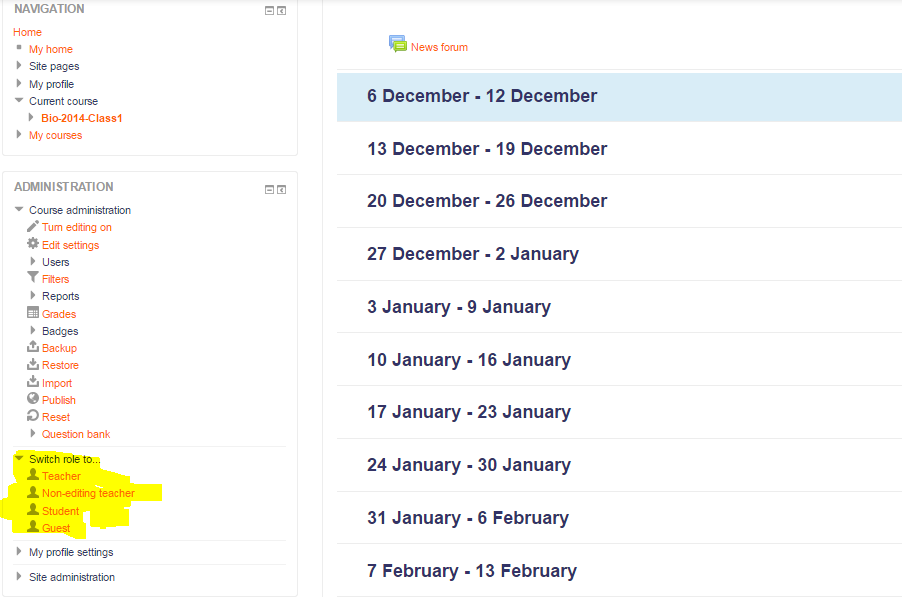 NAVIGATION
Home
My home
Site pages
My profile
Current course
Bio-2014-Class1
My courses
ADMINISTRATION
Course administration
Turn editing on
Edit settings
Users
Filters
Reports
Grades
Badges
Backup
Restore
Import
Publish
Reset
Question bank
Switch role to...
Teacher
Non-editing teacher
Student
Guest
My profile settings
Site administration
News forum
6 December - 12 December
13 December - 19 December
20 December - 26 December
27 December - 2 January
3 January - 9 January
10 January - 16 January
17 January - 23 January
24 January - 30 January
31 January - 6 February
7 February - 13 February